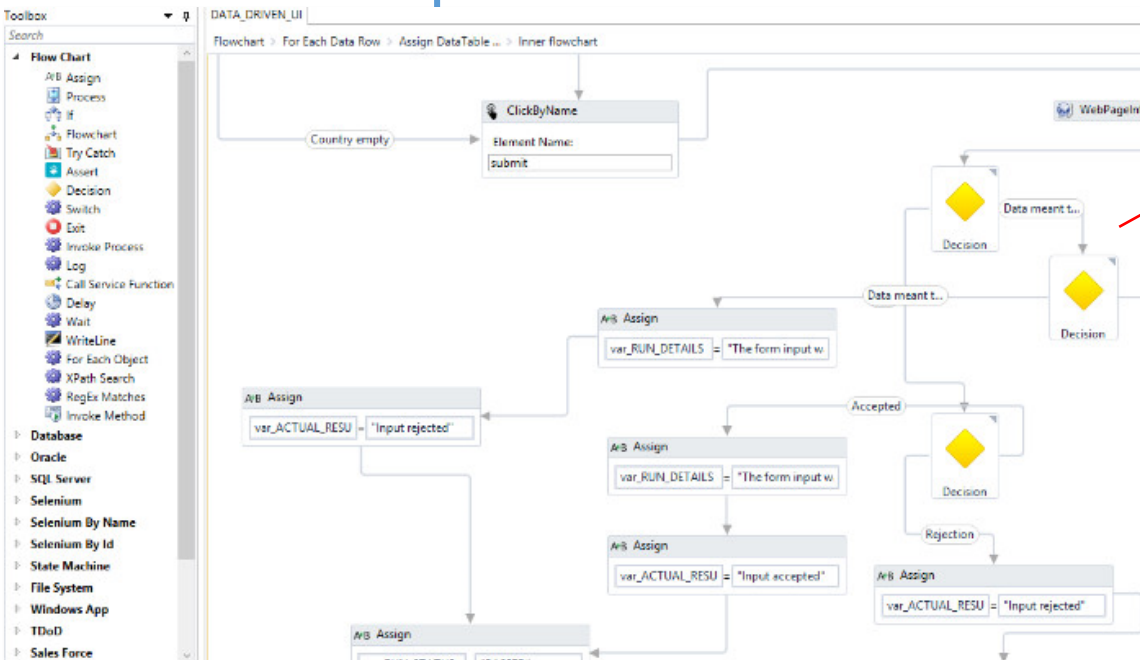 Toolbox
Search
Flow Chart
A+B Assign
Process
If
Flowchart
Try Catch
Assert
Decision
Switch
Exit
Invoke Process
Log
Call Service Function
Delay
Wait
WriteLine
For Each Object
XPath Search
RegEx Matches
Invoke Method
Database
Oracle
SQL Server
Selenium
Selenium By Name
Selenium By Id
State Machine
File System
Windows App
TDoD
Sales Force
DATA_DRIVEN_UI
Flowchart > For Each Data Row > Assign DataTable ... > Inner flowchart
ClickByName
Country empty
Element Name:
submit
WebPageIn
Data meant t...
Decision
Data meant t...
Decision
A+B Assign
var_RUN_DETAILS = "The form input w
A+B Assign
var_ACTUAL_RESU = "Input rejected"
Accepted
A+B Assign
var_RUN_DETAILS = "The form input w
Decision
Rejection
A+B Assign
var_ACTUAL_RESU = "Input accepted"
A+B Assign
var_ACTUAL_RESU = "Input rejected"
A+B Assign